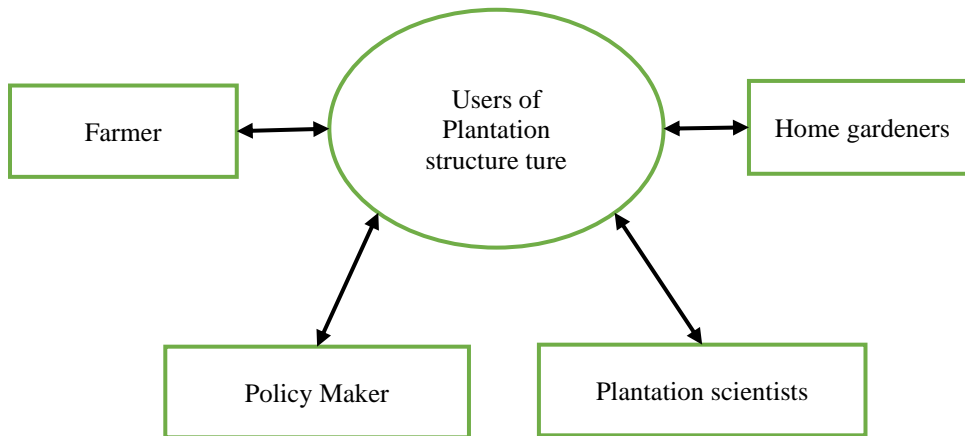 Users of
Plantation
structure ture
Farmer
Home gardeners
Policy Maker
Plantation scientists